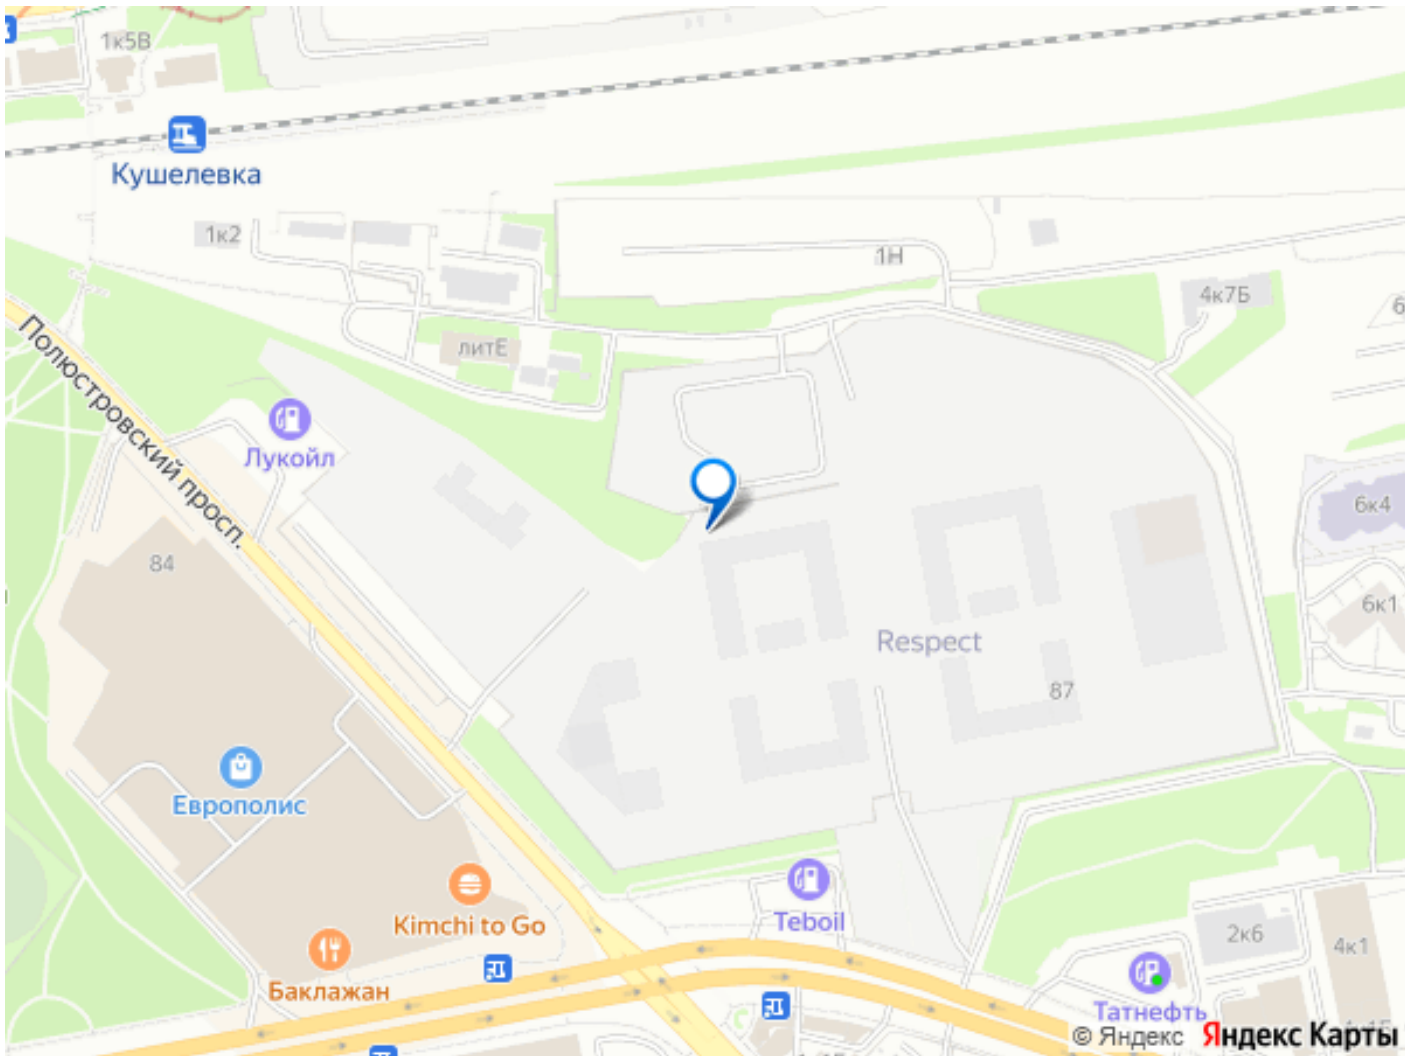 1к5В
Кушелевка
1к2
1Н
4к7Б
литЕ
Полюстровский просп.
Лукойл
6к4
84
6к1
Respect
87
Европолис
Kimchi to Go
Teboil
2к6
4к1
Баклажан
Татнефть
© Яндекс Яндекс Карты